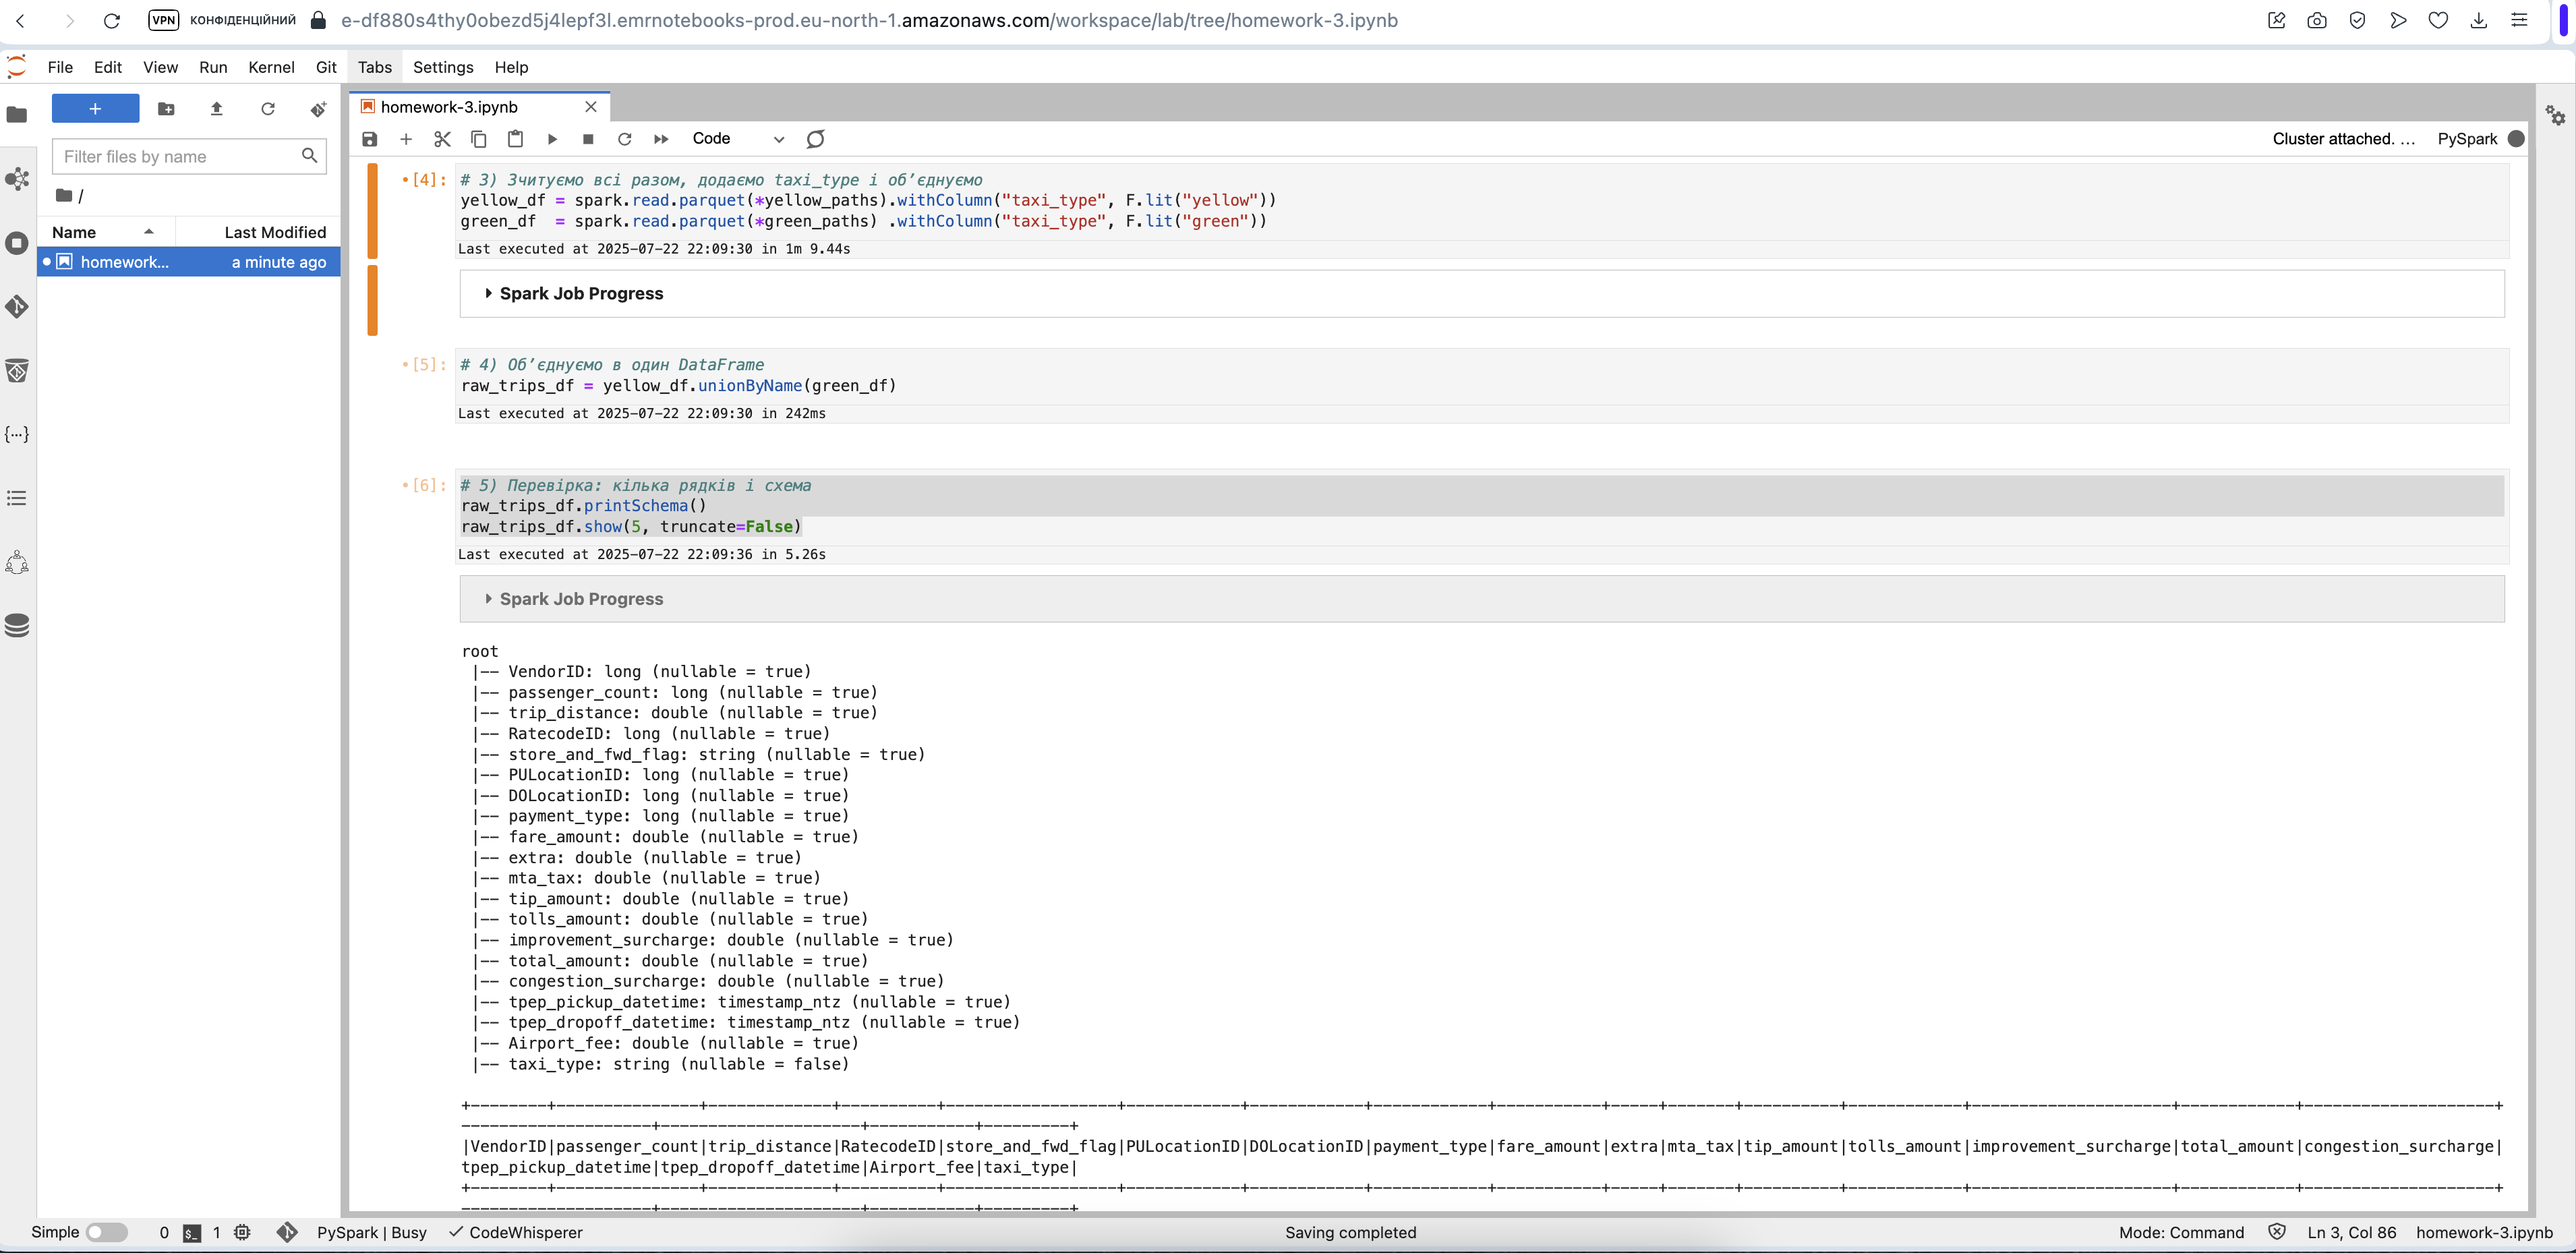 VPN КОНФІДЕНЦІЙНИЙ e-df880s4thy0obezd5j4lepf3l.emrnotebooks-prod.eu-north-1.amazonaws.com/workspace/lab/tree/homework-3.ipynb
File Edit View Run Kernel Git Tabs Settings Help
+
homework-3.ipynb
Filter files by name
Code
Cluster attached. ... PySpark
/
Name Last Modified
homework... a minute ago
[4]: # 3) Зчитуємо всі разом, додаємо taxi_type і об’єднуємо
yellow_df = spark.read.parquet(*yellow_paths).withColumn("taxi_type", F.lit("yellow"))
green_df  = spark.read.parquet(*green_paths) .withColumn("taxi_type", F.lit("green"))
Last executed at 2025-07-22 22:09:30 in 1m 9.44s
Spark Job Progress
[5]: # 4) Об’єднуємо в один DataFrame
raw_trips_df = yellow_df.unionByName(green_df)
Last executed at 2025-07-22 22:09:30 in 242ms
[6]: # 5) Перевірка: кілька рядків і схема
raw_trips_df.printSchema()
raw_trips_df.show(5, truncate=False)
Last executed at 2025-07-22 22:09:36 in 5.26s
Spark Job Progress
root
|-- VendorID: long (nullable = true)
|-- passenger_count: long (nullable = true)
|-- trip_distance: double (nullable = true)
|-- RatecodeID: long (nullable = true)
|-- store_and_fwd_flag: string (nullable = true)
|-- PULocationID: long (nullable = true)
|-- DOLocationID: long (nullable = true)
|-- payment_type: long (nullable = true)
|-- fare_amount: double (nullable = true)
|-- extra: double (nullable = true)
|-- mta_tax: double (nullable = true)
|-- tip_amount: double (nullable = true)
|-- tolls_amount: double (nullable = true)
|-- improvement_surcharge: double (nullable = true)
|-- total_amount: double (nullable = true)
|-- congestion_surcharge: double (nullable = true)
|-- tpep_pickup_datetime: timestamp_ntz (nullable = true)
|-- tpep_dropoff_datetime: timestamp_ntz (nullable = true)
|-- Airport_fee: double (nullable = true)
|-- taxi_type: string (nullable = false)
+--------+---------------+-------------+----------+------------------+------------+------------+------------+-----------+-----+-------+----------+------------+---------------------+------------+--------------------+
--------------------+---------------------+-----------+---------+
|VendorID|passenger_count|trip_distance|RatecodeID|store_and_fwd_flag|PULocationID|DOLocationID|payment_type|fare_amount|extra|mta_tax|tip_amount|tolls_amount|improvement_surcharge|total_amount|congestion_surcharge|
tpep_pickup_datetime|tpep_dropoff_datetime|Airport_fee|taxi_type|
+--------+---------------+-------------+----------+------------------+------------+------------+------------+-----------+-----+-------+----------+------------+---------------------+------------+--------------------+
--------------------+---------------------+-----------+---------+
Simple 0 $_ 1 PySpark | Busy CodeWhisperer Saving completed Mode: Command Ln 3, Col 86 homework-3.ipynb